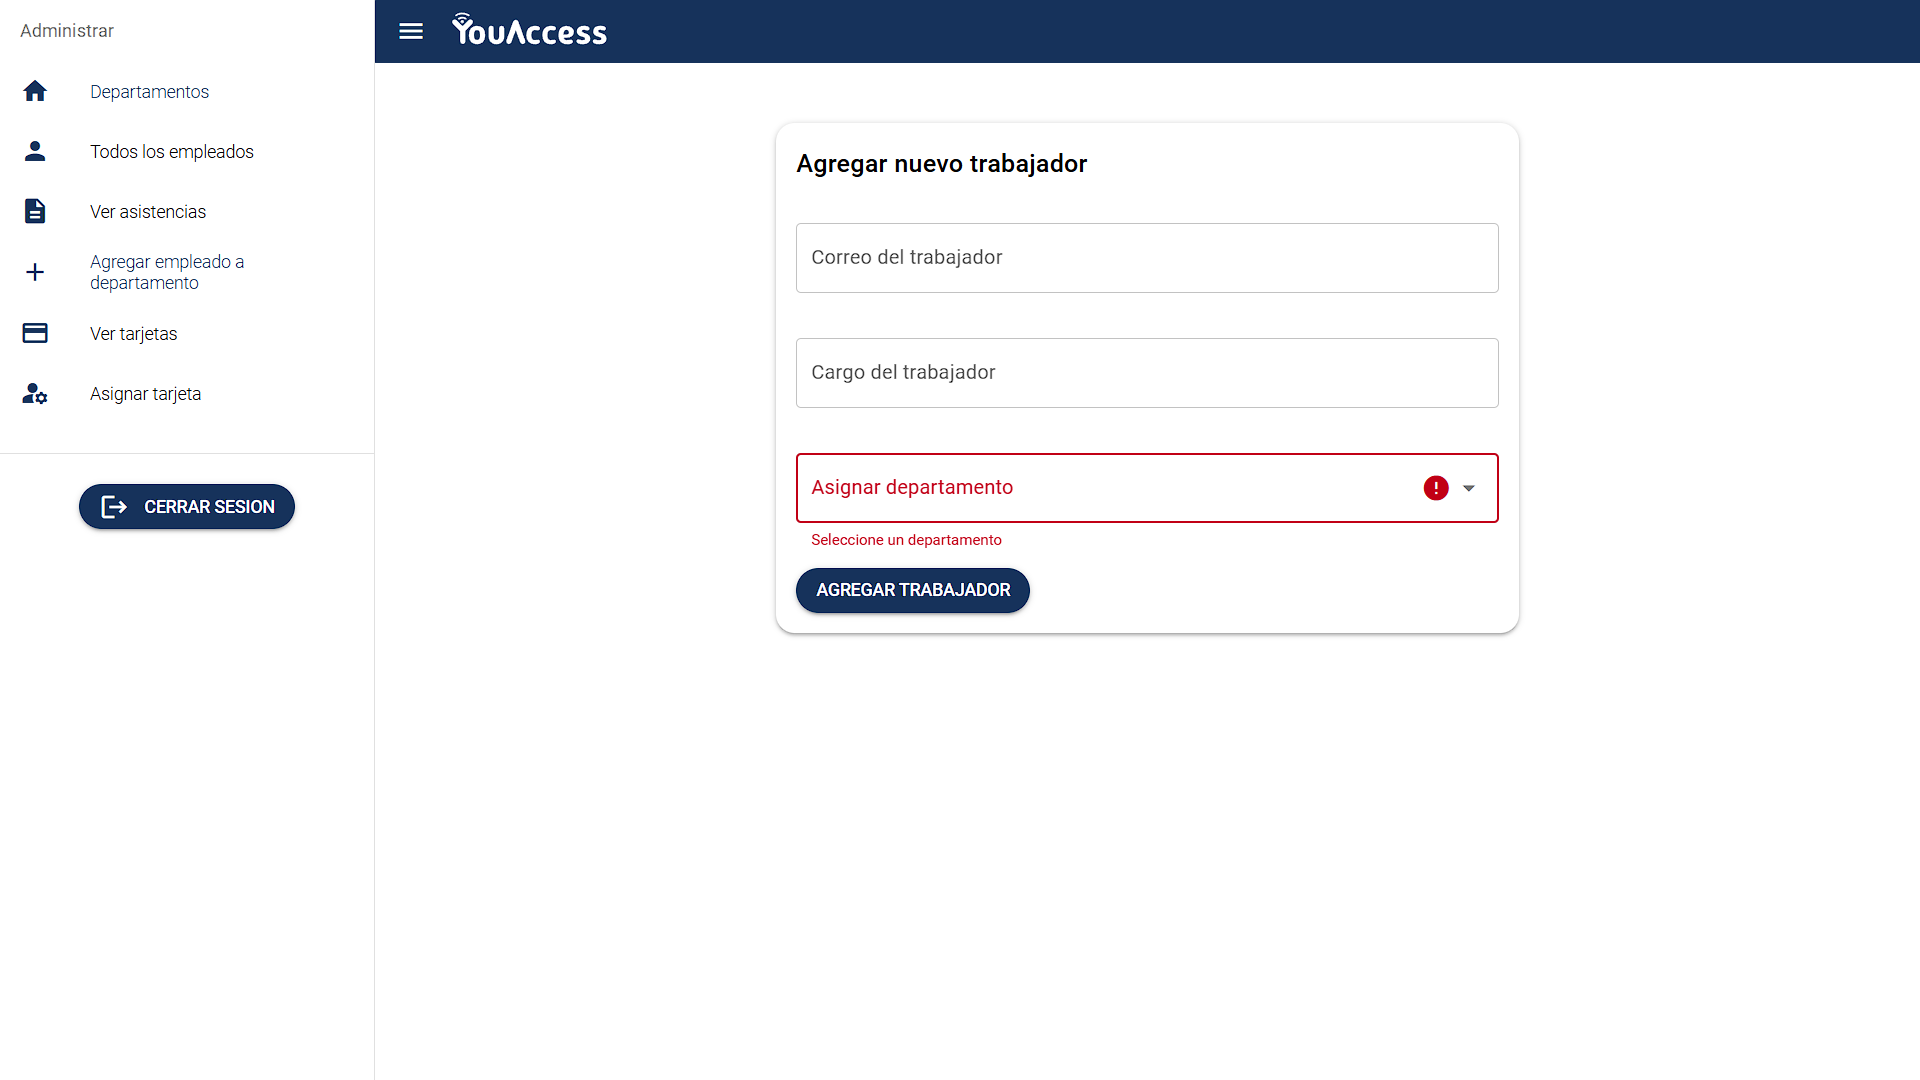 Administrar
Departamentos
Todos los empleados
Ver asistencias
Agregar empleado a
departamento
Ver tarjetas
Asignar tarjeta
CERRAR SESION
YouAccess
Agregar nuevo trabajador
Correo del trabajador
Cargo del trabajador
Asignar departamento
Seleccione un departamento
AGREGAR TRABAJADOR